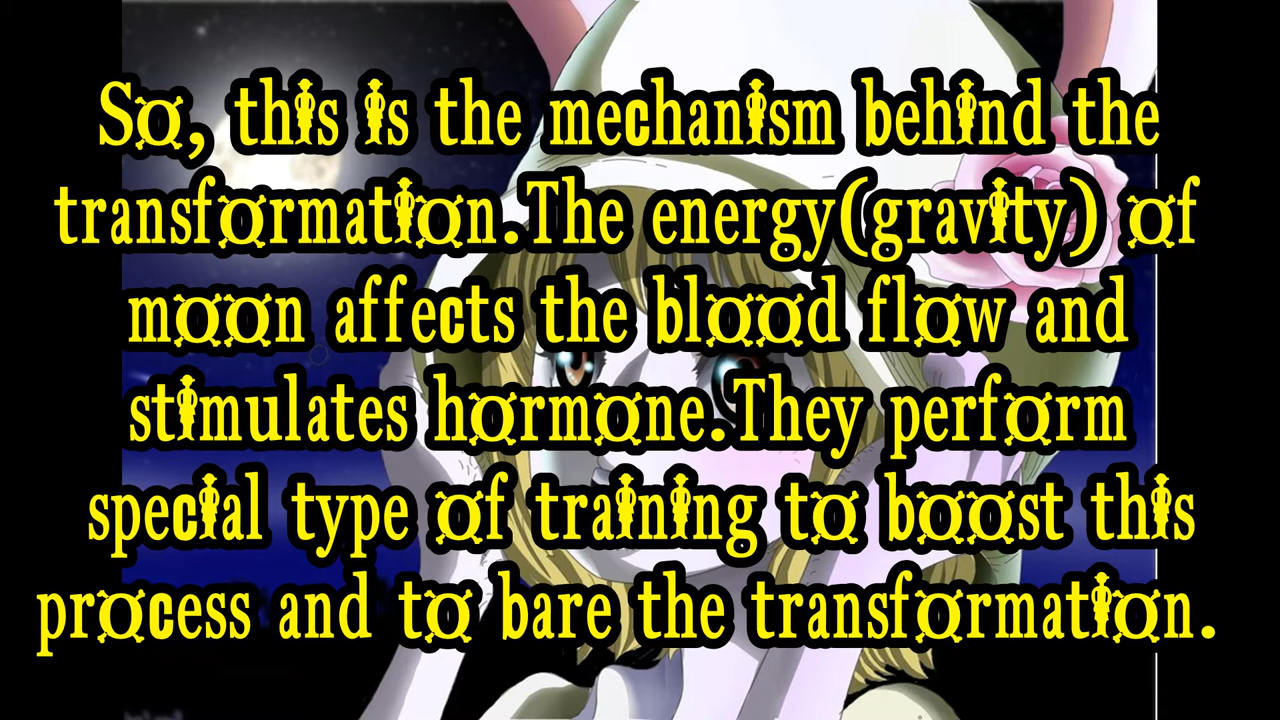 So, this is the mechanism behind the
transformation.The energy(gravity) of
moon affects the blood flow and
stimulates hormone.They perform
special type of training to boost this
process and to bare the transformation.